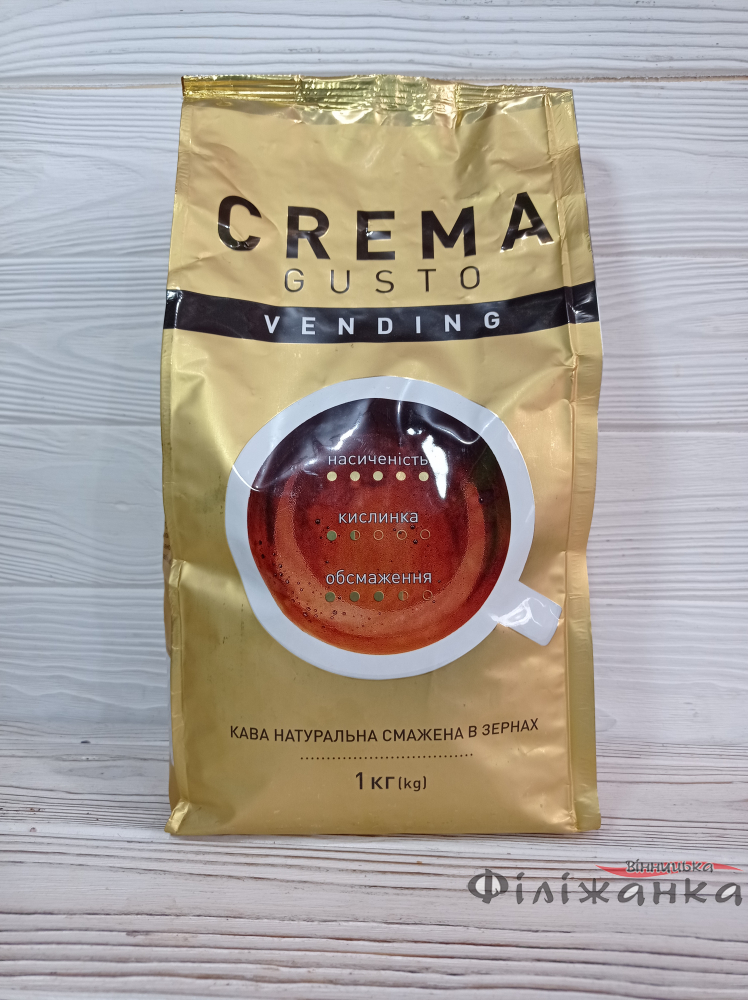 CREMA
GUSTO
VENDING
насиченість
кислинка
обсмаження
КАВА НАТУРАЛЬНА СМАЖЕНА В ЗЕРНАХ
1 кг (kg)
Вінницька
Філіжанка